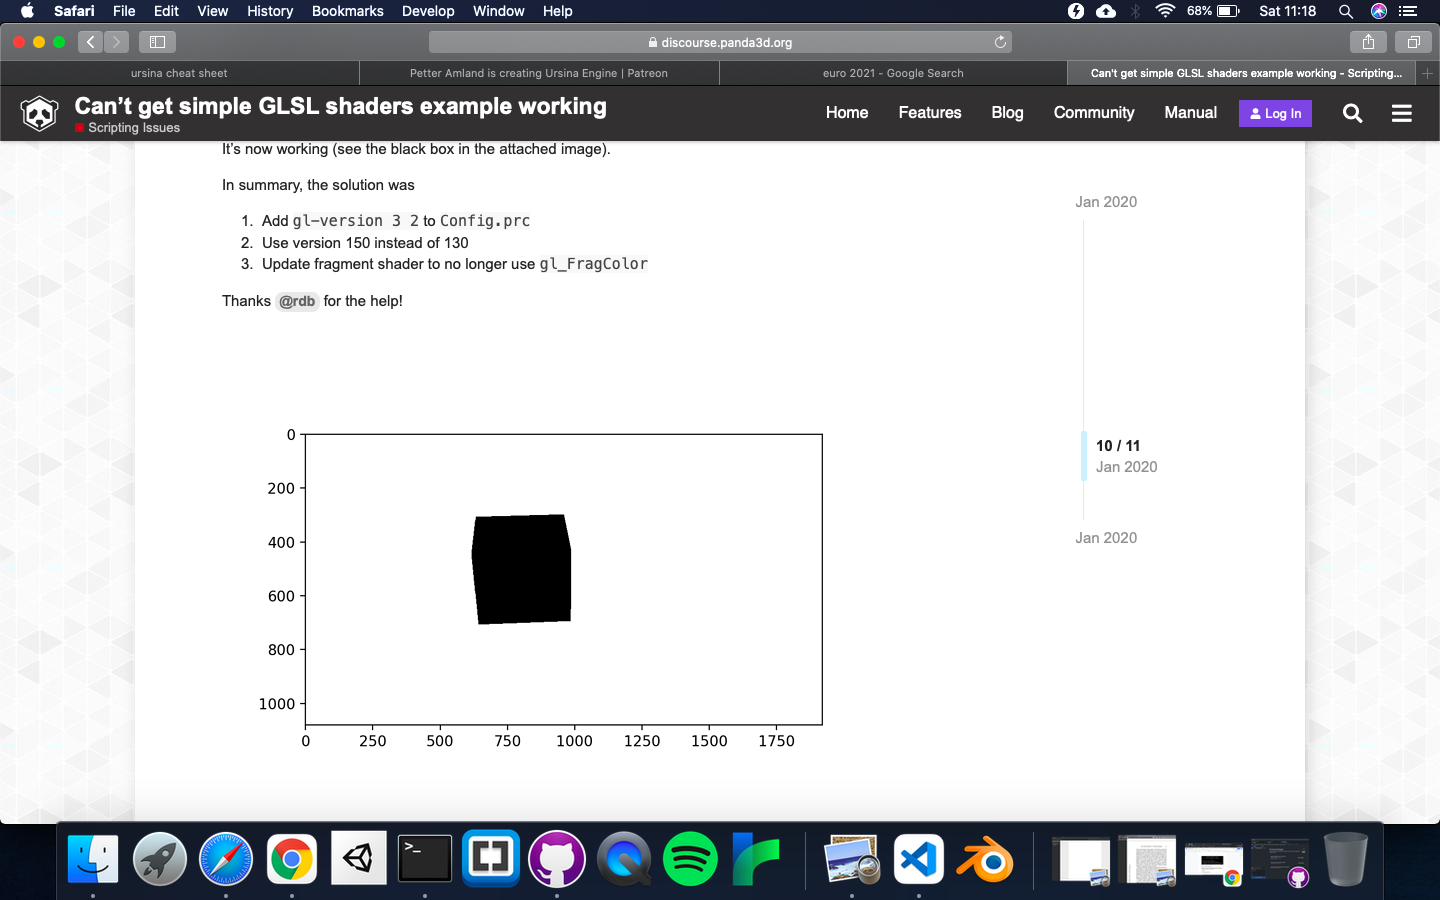 Safari File Edit View History Bookmarks Develop Window Help 68% Sat 11:18
discourse.panda3d.org
ursina cheat sheet
Petter Amland is creating Ursina Engine | Patreon
euro 2021 - Google Search
Can't get simple GLSL shaders example working - Scripting...
Can't get simple GLSL shaders example working
Scripting Issues
Home Features Blog Community Manual Log In
It's now working (see the black box in the attached image).
In summary, the solution was
1. Add gl-version 3 2 to Config.prc
2. Use version 150 instead of 130
3. Update fragment shader to no longer use gl_FragColor
Thanks @rdb for the help!
Jan 2020
10 / 11
Jan 2020
Jan 2020
0
200
400
600
800
1000
0 250 500 750 1000 1250 1500 1750
>_